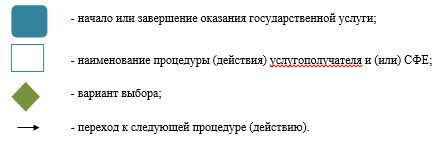 - начало или завершение оказания государственной услуги;
- наименование процедуры (действия) услугополучателя и (или) СФЕ;
- вариант выбора;
- переход к следующей процедуре (действию).